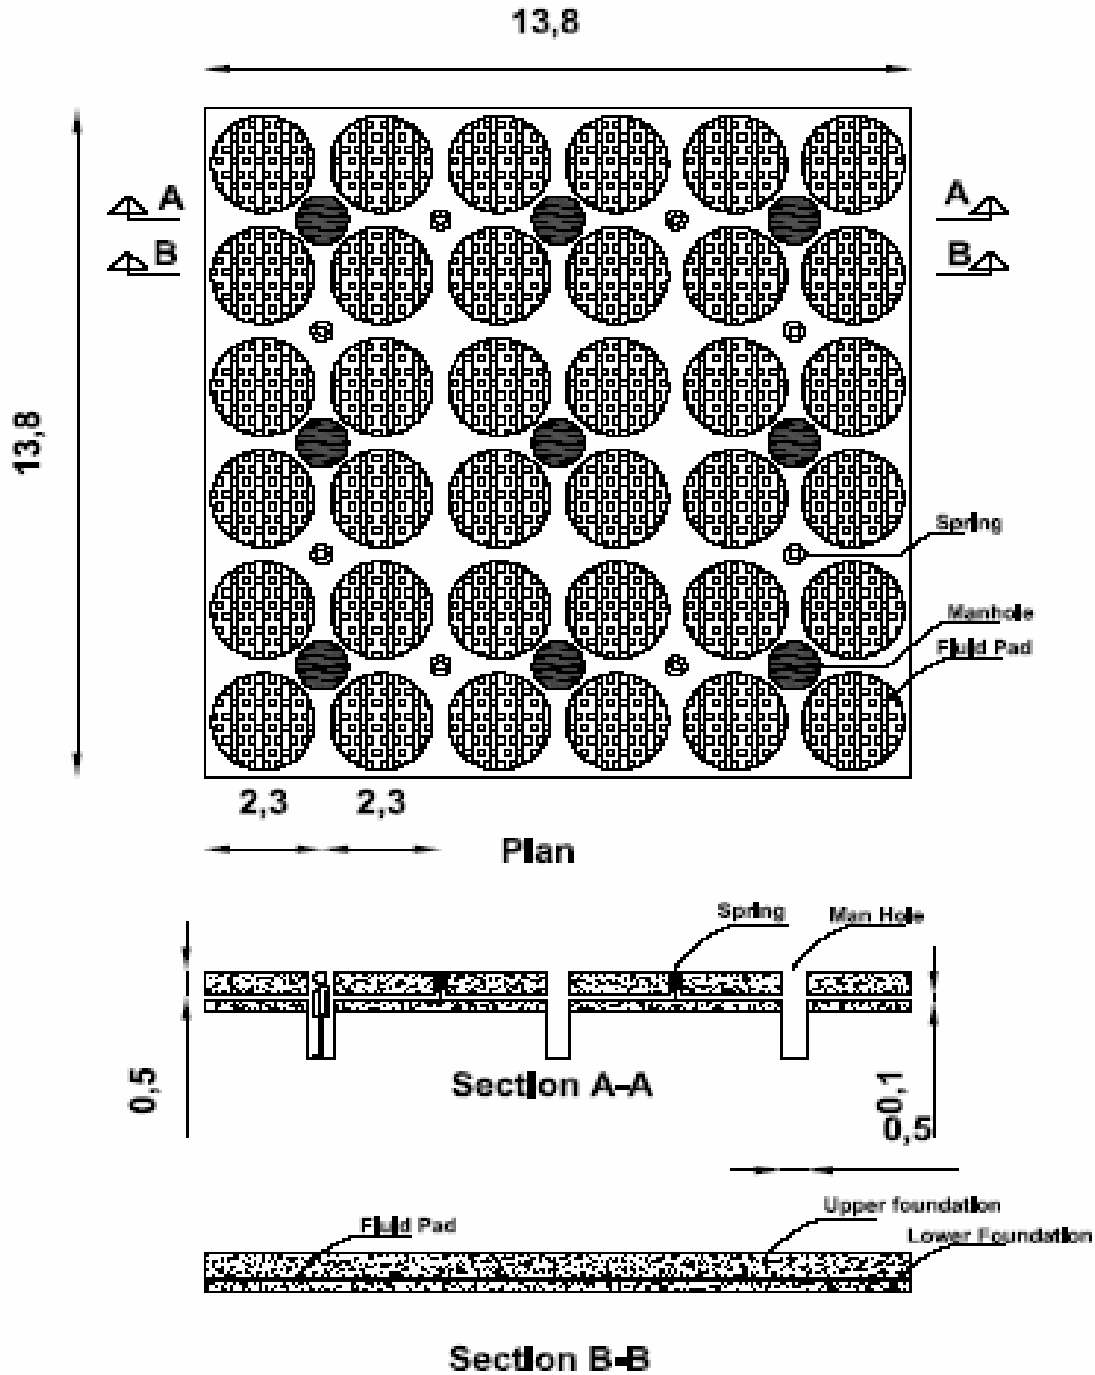 13,8
A A
B B
13,8
Spring
Manhole
Fluid Pad
2,3 2,3
Plan
Spring Man Hole
0,5
Section A-A
0,1
0,5
Upper foundation
Fluid Pad
Lower Foundation
Section B-B